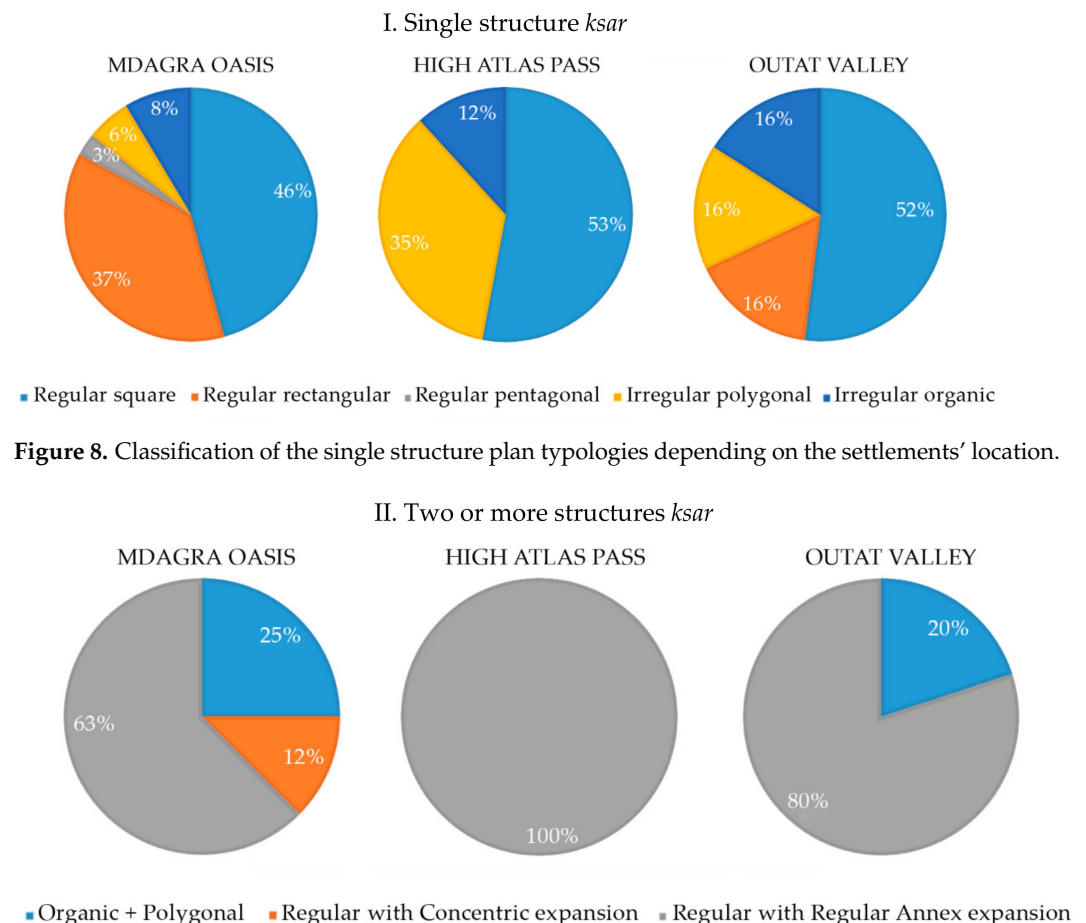 I. Single structure ksar
MDAGRA OASIS
HIGH ATLAS PASS
OUTAT VALLEY
8%
6%
3%
46%
37%
12%
35%
53%
16%
16%
52%
16%
Regular square Regular rectangular Regular pentagonal Irregular polygonal Irregular organic
Figure 8. Classification of the single structure plan typologies depending on the settlements' location.
II. Two or more structures ksar
MDAGRA OASIS
HIGH ATLAS PASS
OUTAT VALLEY
25%
63%
12%
100%
20%
80%
Organic + Polygonal Regular with Concentric expansion Regular with Regular Annex expansion